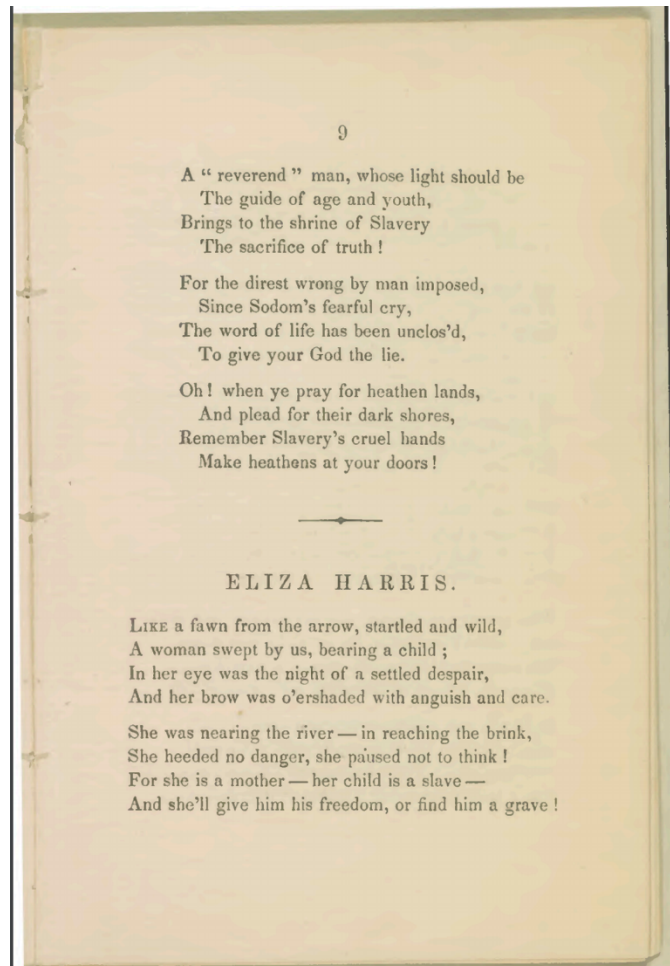 9
A “ reverend ” man, whose light should be
The guide of age and youth,
Brings to the shrine of Slavery
The sacrifice of truth !
For the direst wrong by man imposed,
Since Sodom’s fearful cry,
The word of life has been unclos’d,
To give your God the lie.
Oh ! when ye pray for heathen lands,
And plead for their dark shores,
Remember Slavery’s cruel hands
Make heathens at your doors !
ELIZA HARRIS.
LIKE a fawn from the arrow, startled and wild,
A woman swept by us, bearing a child ;
In her eye was the night of a settled despair,
And her brow was o’ershaded with anguish and care.
She was nearing the river — in reaching the brink,
She heeded no danger, she paused not to think !
For she is a mother — her child is a slave —
And she’ll give him his freedom, or find him a grave !